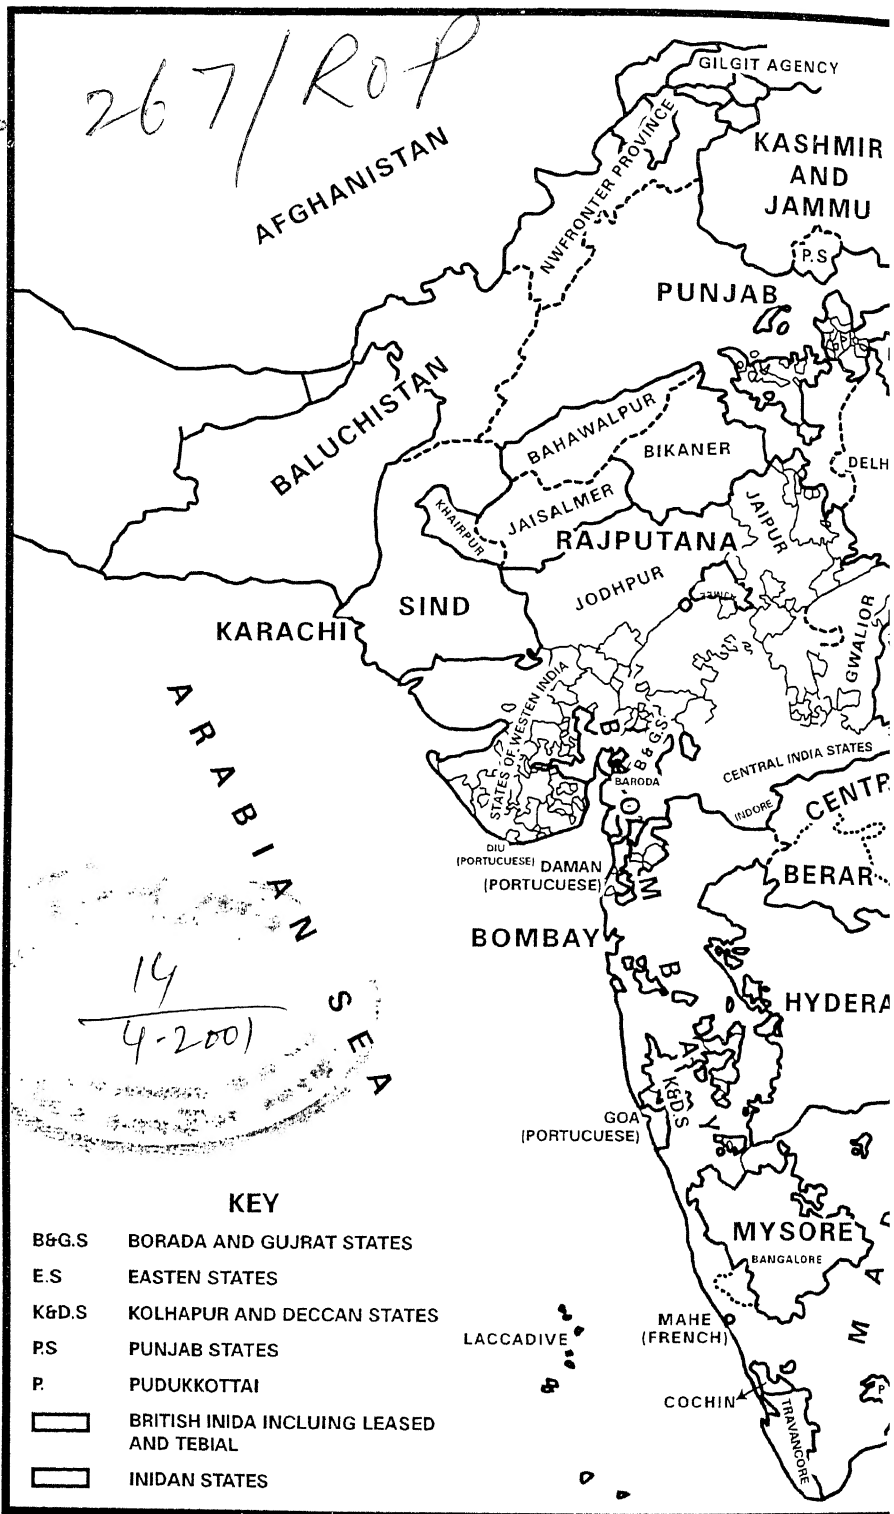 267/ROP
GILGIT AGENCY
AFGHANISTAN
NWFRONTER PROVINCE
KASHMIR
AND
JAMMU
P.S
PUNJAB
BALUCHISTAN
BAHAWALPUR
BIKANER
DELH
KHAIRPUR
JAISALMER
JAIPUR
RAJPUTANA
JODHPUR
SIND
KARACHI
GWALIOR
ARABIAN SEA
STATES OF WESTEN INDIA
B & G.S
BARODA
CENTRAL INDIA STATES
INDORE
CENTR
DIU
(PORTUCUESE)
DAMAN
(PORTUCUESE)
BERAR
BOMBAY
B M B A Y
HYDERA
14
4-2001
K&D.S
GOA
(PORTUCUESE)
MYSORE
BANGALORE
M A
MAHE
(FRENCH)
LACCADIVE
COCHIN
TRAVANCORE
P
KEY
B&G.S BORADA AND GUJRAT STATES
E.S EASTEN STATES
K&D.S KOLHAPUR AND DECCAN STATES
P.S PUNJAB STATES
P. PUDUKKOTTAI
BRITISH INIDA INCLUING LEASED
AND TEBIAL
INIDAN STATES